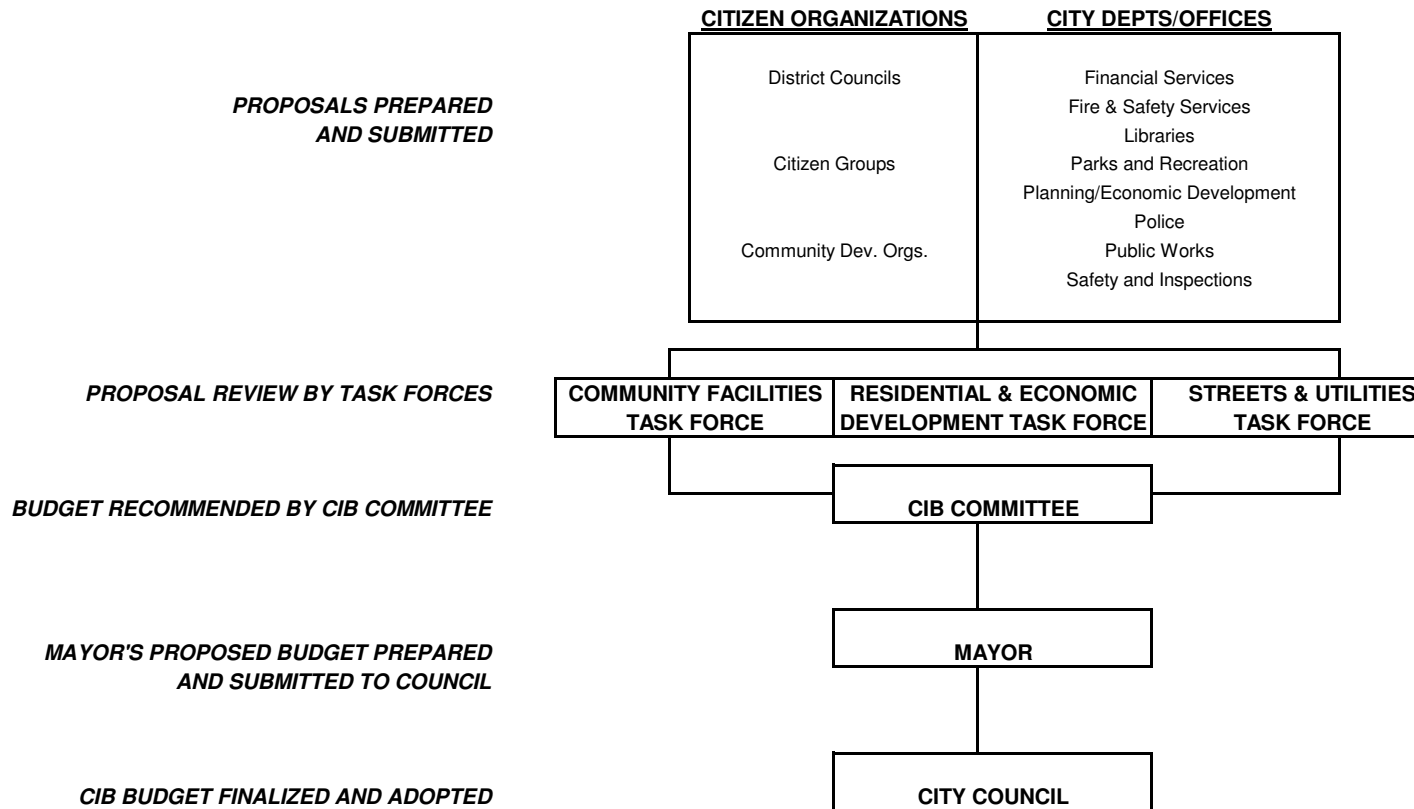 CITIZEN ORGANIZATIONS
CITY DEPTS/OFFICES
PROPOSALS PREPARED
AND SUBMITTED
District Councils
Citizen Groups
Community Dev. Orgs.
Financial Services
Fire & Safety Services
Libraries
Parks and Recreation
Planning/Economic Development
Police
Public Works
Safety and Inspections
PROPOSAL REVIEW BY TASK FORCES
COMMUNITY FACILITIES
TASK FORCE
RESIDENTIAL & ECONOMIC
DEVELOPMENT TASK FORCE
STREETS & UTILITIES
TASK FORCE
BUDGET RECOMMENDED BY CIB COMMITTEE
CIB COMMITTEE
MAYOR'S PROPOSED BUDGET PREPARED
AND SUBMITTED TO COUNCIL
MAYOR
CIB BUDGET FINALIZED AND ADOPTED
CITY COUNCIL